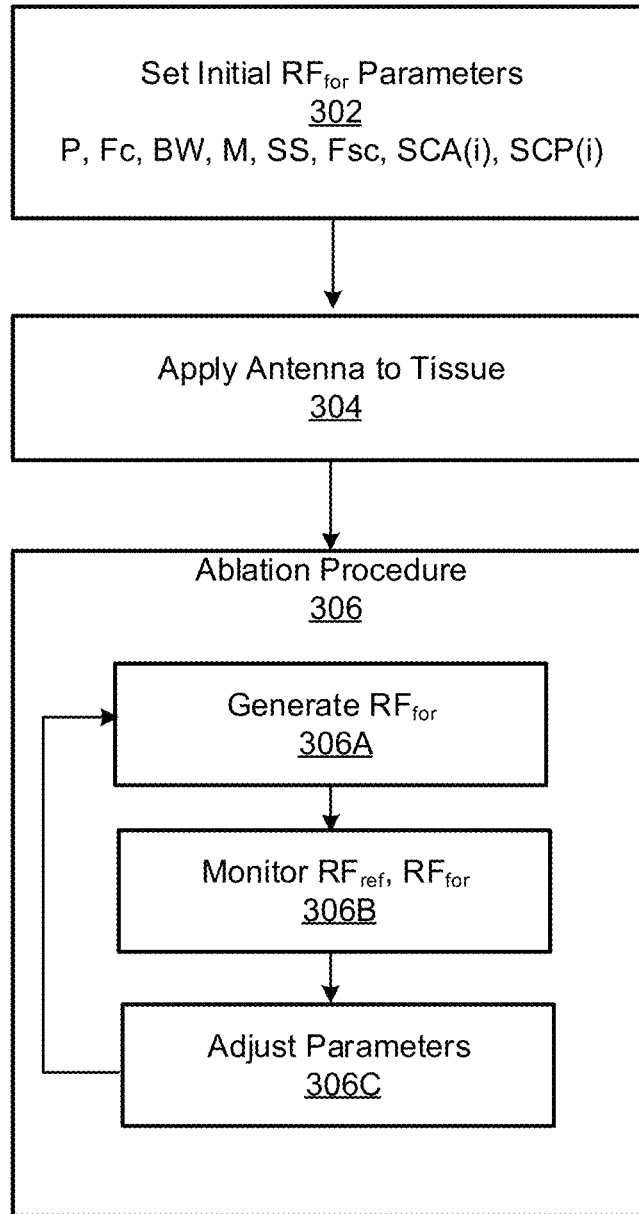 Set Initial RFfor Parameters
302
P, Fc, BW, M, SS, Fsc, SCA(i), SCP(i)
Apply Antenna to Tissue
304
Ablation Procedure
306
Generate RFfor
306A
Monitor RFref, RFfor
306B
Adjust Parameters
306C